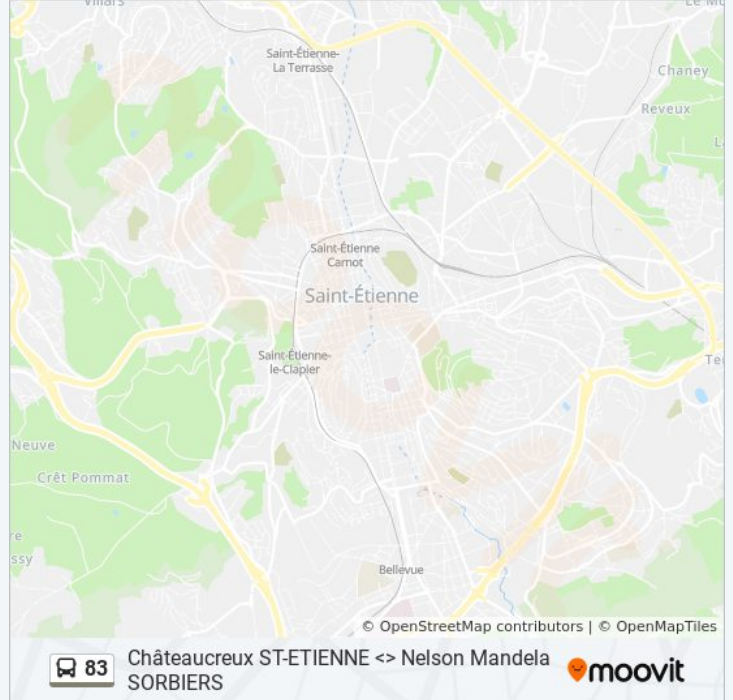 Villars
Saint-Étienne-
La Terrasse
Chaney
Reveux
Saint-Étienne
Carnot
Saint-Étienne
Saint-Étienne-
le-Clapier
Neuve
Crêt Pommat
Bellevue
© OpenStreetMap contributors | © OpenMapTiles
83
Châteaucreux ST-ETIENNE <> Nelson Mandela
SORBIERS
moovit